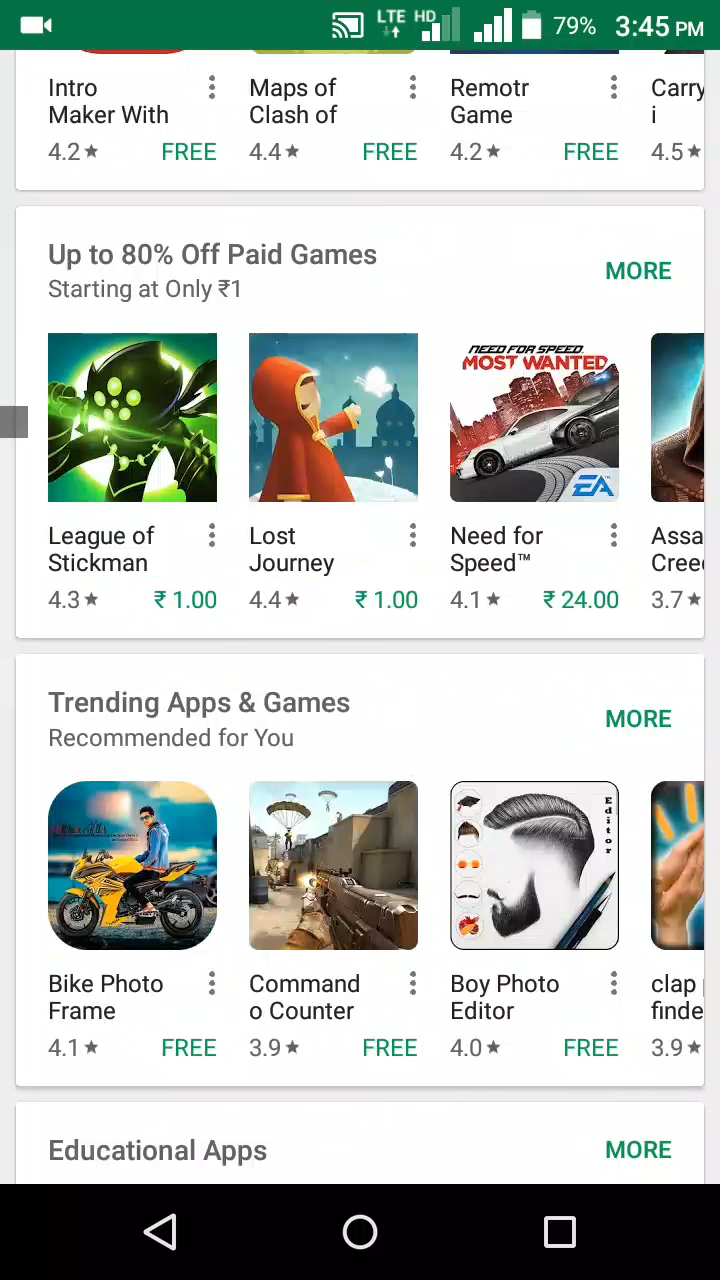 LTE HD 79% 3:45 PM
Intro Maker With
Maps of Clash of
Remotr Game
Carry i
4.2★ FREE
4.4★ FREE
4.2★ FREE
4.5★
Up to 80% Off Paid Games
MORE
Starting at Only ₹1
NEED FOR SPEED
MOST WANTED
EA
League of Stickman
Lost Journey
Need for Speed™
Assa Cree
4.3★ ₹ 1.00
4.4★ ₹ 1.00
4.1★ ₹ 24.00
3.7★
Trending Apps & Games
MORE
Recommended for You
Editor
Bike Photo Frame
Command o Counter
Boy Photo Editor
clap finde
4.1★ FREE
3.9★ FREE
4.0★ FREE
3.9★
Educational Apps
MORE